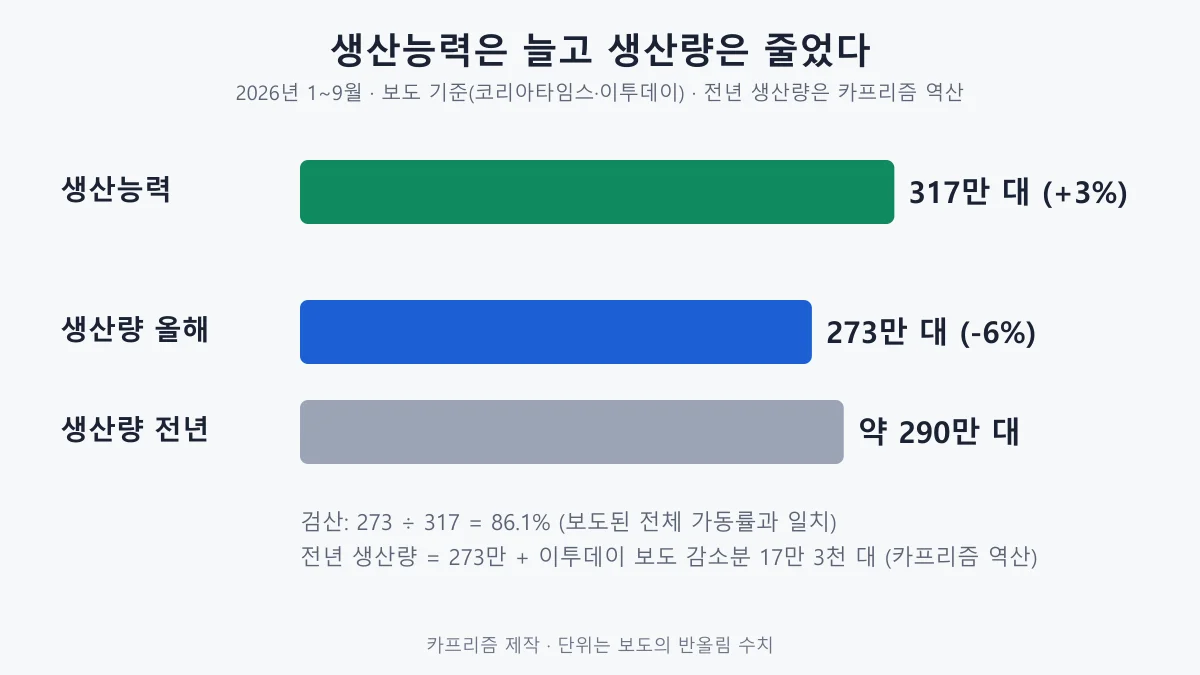 생산능력은 늘고 생산량은 줄었다
2026년 1~9월 · 보도 기준(코리아타임스·이투데이) · 전년 생산량은 카프리즘 역산
생산능력
317만 대 (+3%)
생산량 올해
273만 대 (-6%)
생산량 전년
약 290만 대
검산: 273 ÷ 317 = 86.1% (보도된 전체 가동률과 일치)
전년 생산량 = 273만 + 이투데이 보도 감소분 17만 3천 대 (카프리즘 역산)
카프리즘 제작 · 단위는 보도의 반올림 수치